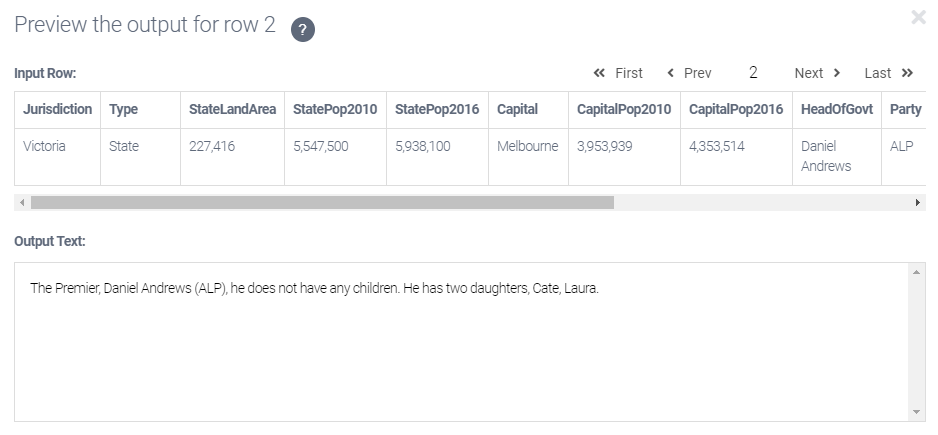 Preview the output for row 2 ?
Input Row: First Prev 2 Next Last
Jurisdiction Type StateLandArea StatePop2010 StatePop2016 Capital CapitalPop2010 CapitalPop2016 HeadOfGovt Party
Victoria State 227,416 5,547,500 5,938,100 Melbourne 3,953,939 4,353,514 Daniel Andrews ALP
Output Text:
The Premier, Daniel Andrews (ALP), he does not have any children. He has two daughters, Cate, Laura.